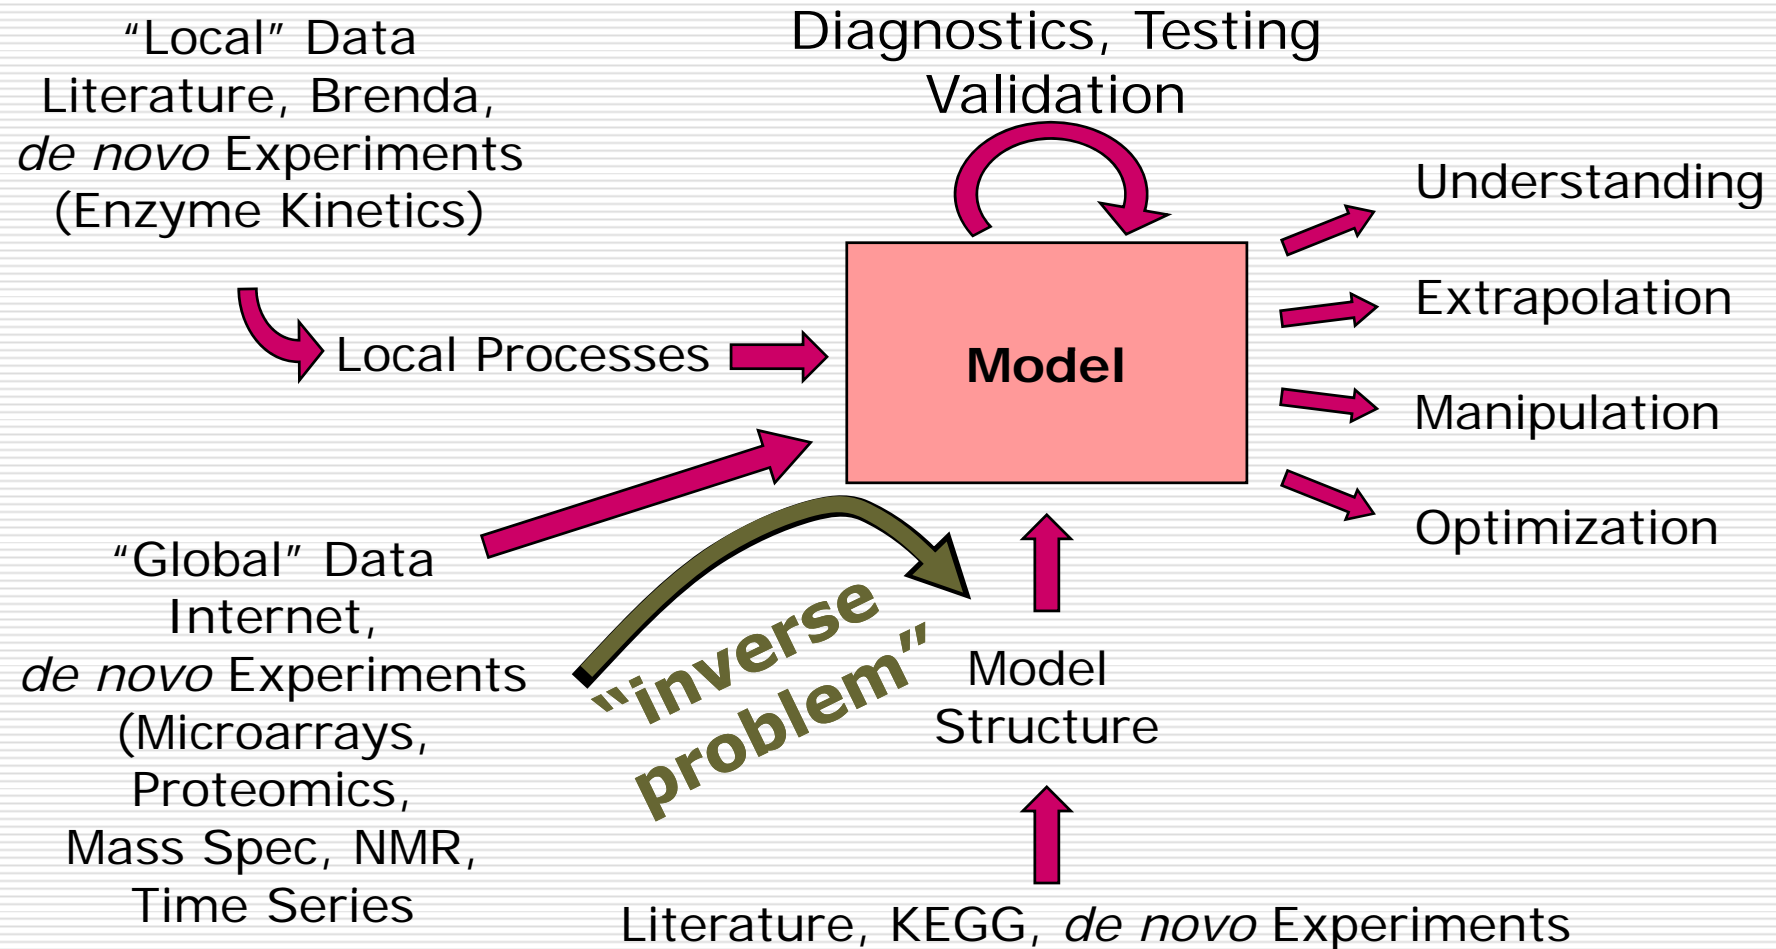 “Local” Data
Literature, Brenda,
de novo Experiments
(Enzyme Kinetics)
Diagnostics, Testing
Validation
Local Processes
Model
Understanding
Extrapolation
Manipulation
Optimization
“Global” Data
Internet,
de novo Experiments
(Microarrays,
Proteomics,
Mass Spec, NMR,
Time Series
“inverse
problem”
Model
Structure
Literature, KEGG, de novo Experiments